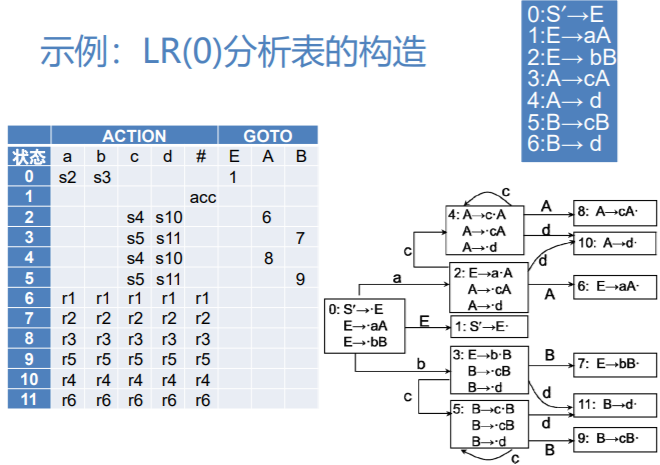 示例：LR(0)分析表的构造
0:S′→E
1:E→aA
2:E→ bB
3:A→cA
4:A→ d
5:B→cB
6:B→ d
ACTION GOTO
状态 a b c d # E A B
0 s2 s3 1
1 acc
2 s4 s10 6
3 s5 s11 7
4 s4 s10 8
5 s5 s11 9
6 r1 r1 r1 r1 r1
7 r2 r2 r2 r2 r2
8 r3 r3 r3 r3 r3
9 r5 r5 r5 r5 r5
10 r4 r4 r4 r4 r4
11 r6 r6 r6 r6 r6
0: S′→·E
E→·aA
E→·bB
a
E
b
1: S′→E·
2: E→a·A
A→·cA
A→·d
c
d
A
4: A→c·A
A→·cA
A→·d
c
A
d
8: A→cA·
10: A→d·
6: E→aA·
3: E→b·B
B→·cB
B→·d
c
B
d
5: B→c·B
B→·cB
B→·d
c
d
B
7: E→bB·
11: B→d·
9: B→cB·